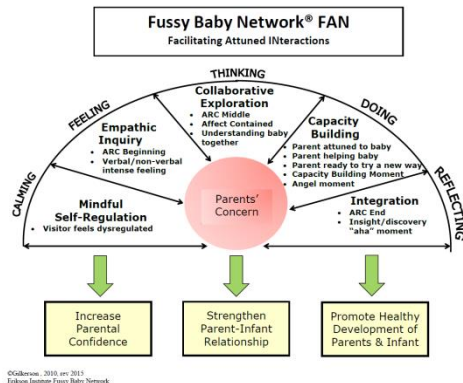 Fussy Baby Network® FAN
Facilitating Attuned INteractions
CALMING
FEELING
THINKING
DOING
REFLECTING
Mindful
Self-Regulation
• Visitor feels dysregulated
Empathic
Inquiry
• ARC Beginning
• Verbal/non-verbal
intense feeling
Collaborative
Exploration
• ARC Middle
• Affect Contained
• Understanding baby
together
Capacity
Building
• Parent attuned to baby
• Parent helping baby
• Parent ready to try a new way
• Capacity Building Moment
• Angel moment
Integration
• ARC End
• Insight/discovery
"aha" moment
Parents'
Concern
Increase
Parental
Confidence
Strengthen
Parent-Infant
Relationship
Promote Healthy
Development of
Parents & Infant
©Gilkerson , 2010, rev 2015
Erikson Institute Fussy Baby Network